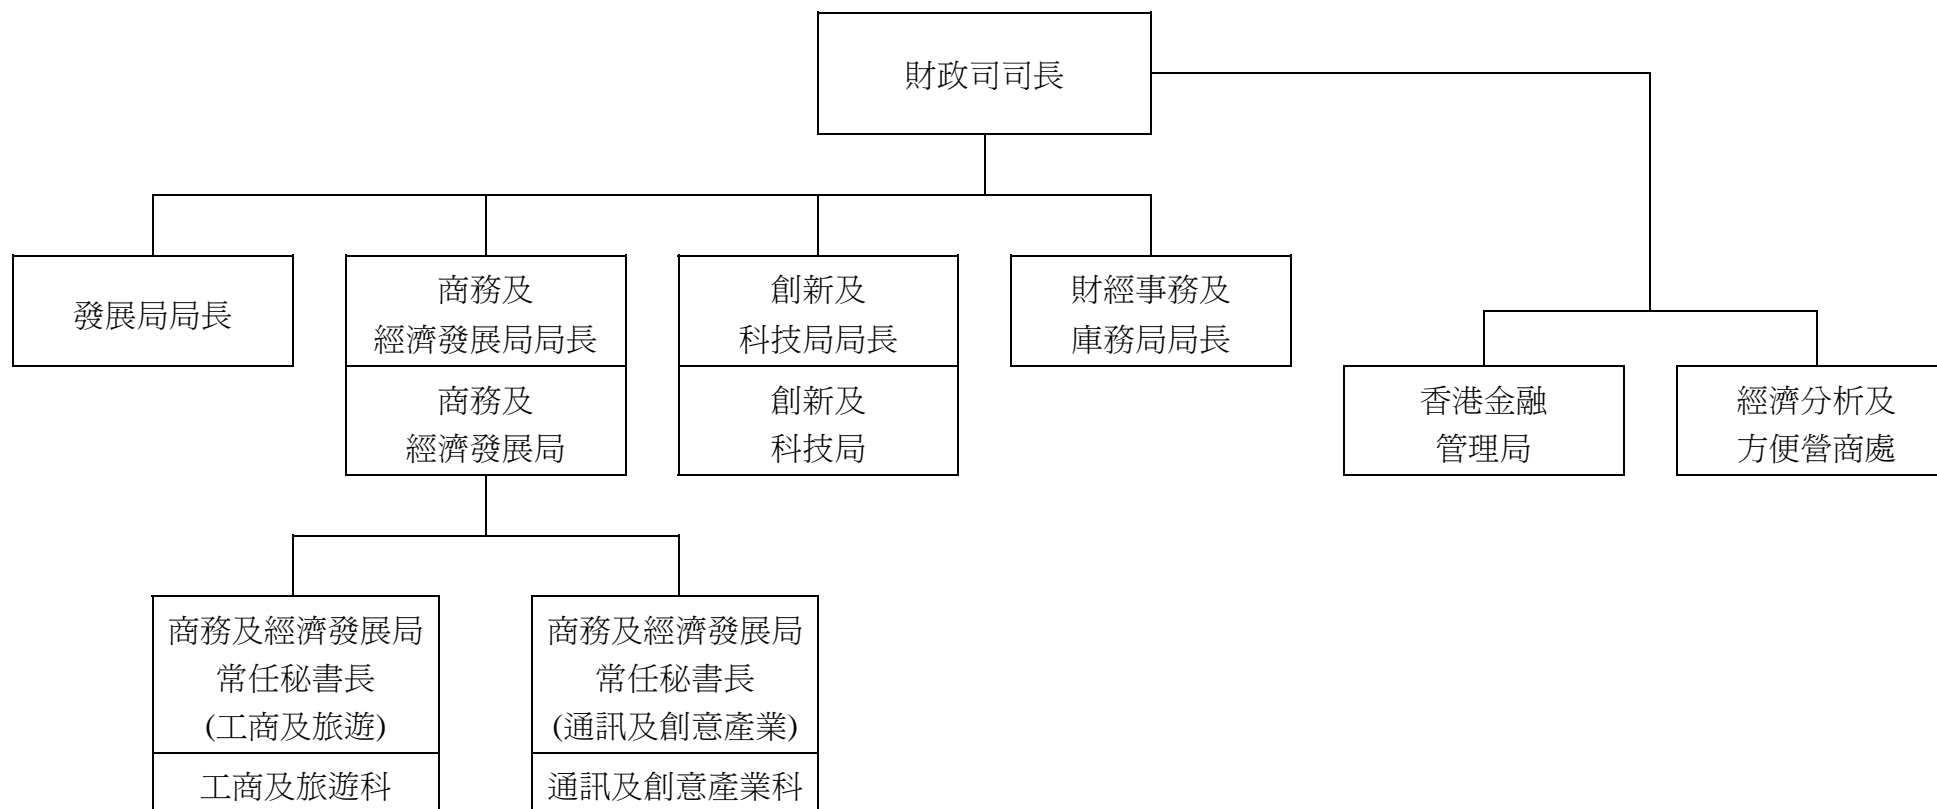 財政司司長
發展局局長
商務及
經濟發展局局長
商務及
經濟發展局
創新及
科技局局長
創新及
科技局
財經事務及
庫務局局長
香港金融
管理局
經濟分析及
方便營商處
商務及經濟發展局
常任秘書長
(工商及旅遊)
工商及旅遊科
商務及經濟發展局
常任秘書長
(通訊及創意產業)
通訊及創意產業科